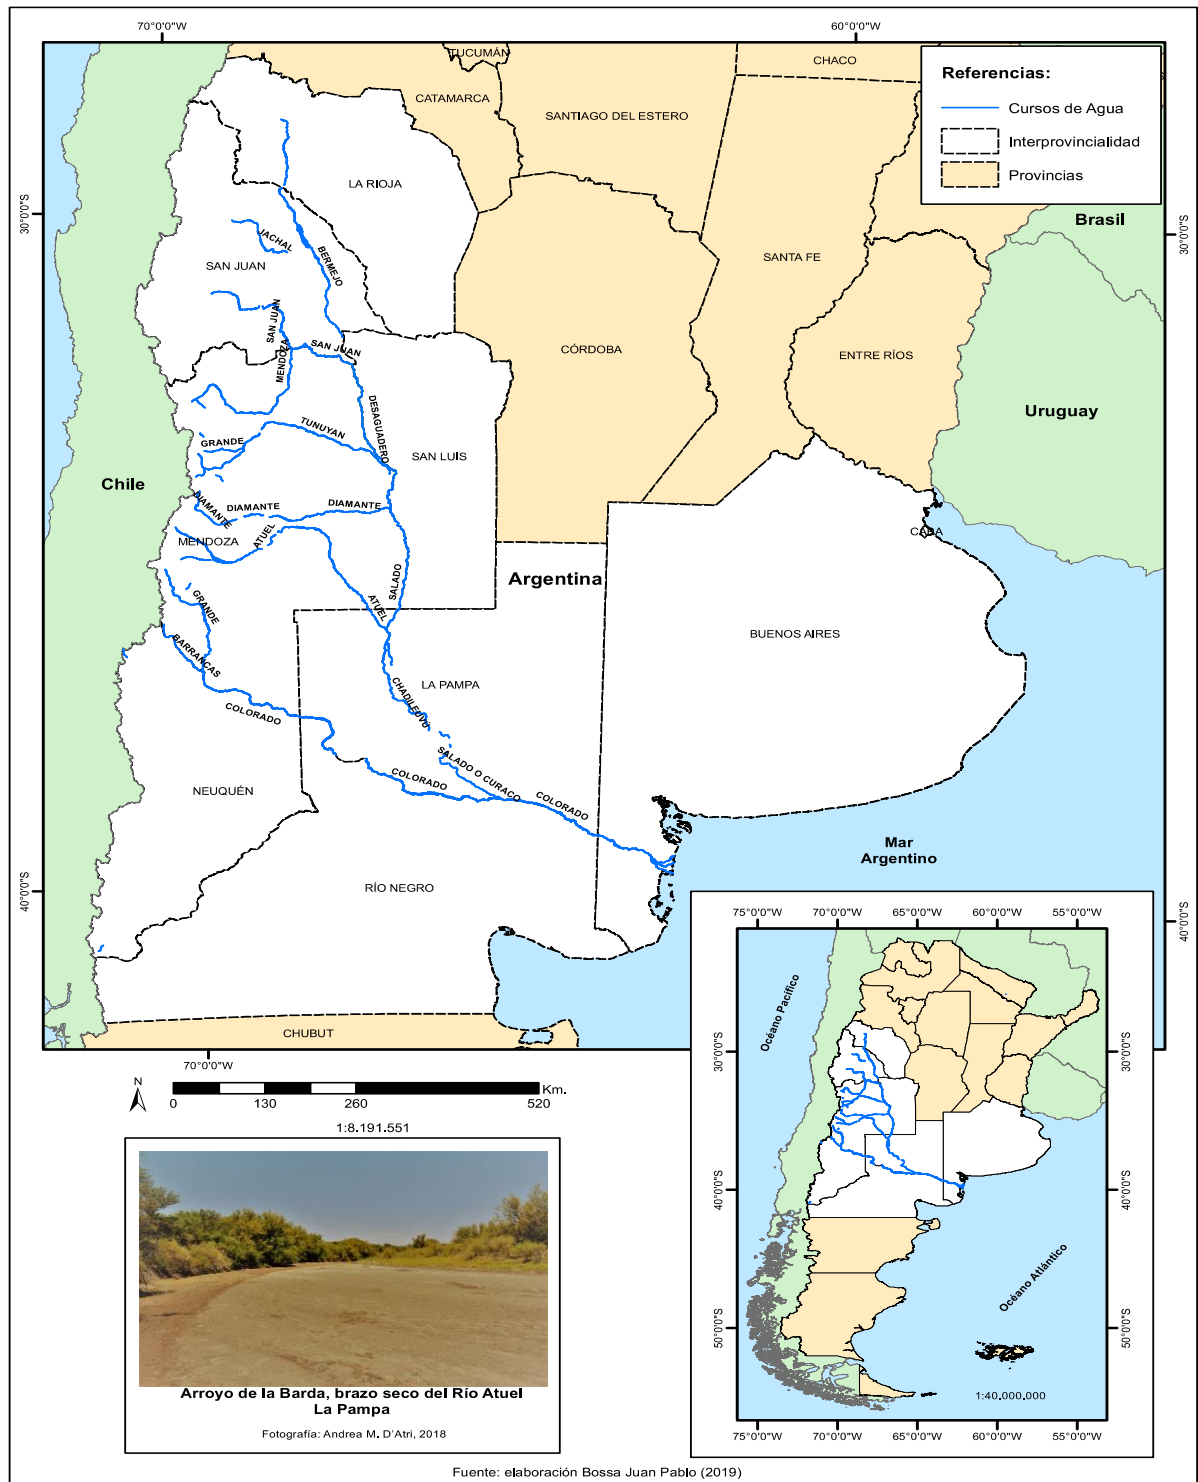 70°0'0"W
60°0'0"W
TUCUMÁN
CHACO
CATAMARCA
SANTIAGO DEL ESTERO
Referencias:
Cursos de Agua
Interprovincialidad
Provincias
LA RIOJA
30°0'0"S
30°0'0"S
Brasil
JACHAL
BERMEJO
SAN JUAN
SANTA FE
SAN JUAN
SAN JUAN
MENDOZA
CÓRDOBA
ENTRE RÍOS
Uruguay
DESAGUADERO
TUNUYAN
GRANDE
SAN LUIS
Chile
DIAMANTE
DIAMANTE
DIAMANTE
CABA
MENDOZA
ATUEL
Argentina
SALADO
ATUEL
GRANDE
BUENOS AIRES
BARRANCAS
LA PAMPA
CHADILEUVO
COLORADO
SALADO O CURACO
COLORADO
COLORADO
NEUQUÉN
Mar
Argentino
RÍO NEGRO
40°0'0"S
40°0'0"S
CHUBUT
70°0'0"W
N
Km.
0
130
260
520
1:8.191.551
75°0'0"W
70°0'0"W
65°0'0"W
60°0'0"W
55°0'0"W
Océano Pacífico
30°0'0"S
30°0'0"S
40°0'0"S
40°0'0"S
Océano Atlántico
50°0'0"S
50°0'0"S
1:40.000.000
75°0'0"W
70°0'0"W
65°0'0"W
60°0'0"W
55°0'0"W
Arroyo de la Barda, brazo seco del Río Atuel
La Pampa
Fotografía: Andrea M. D'Atri, 2018
Fuente: elaboración Bossa Juan Pablo (2019)